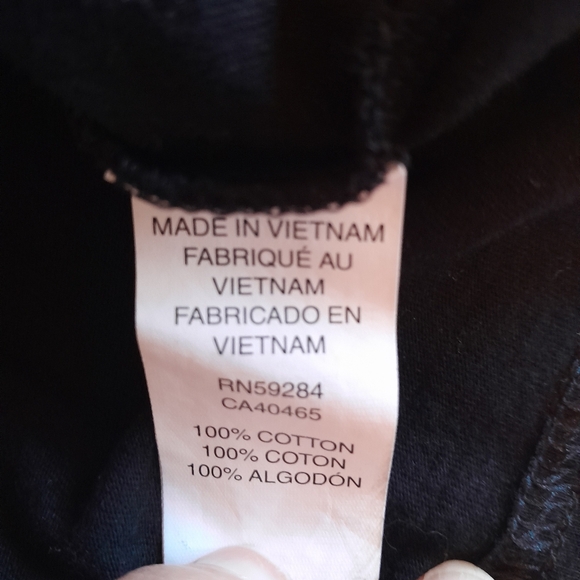 MADE IN VIETNAM
FABRIQUÉ AU
VIETNAM
FABRICADO EN
VIETNAM
RN59284
CA40465
100% COTTON
100% COTON
100% ALGODÓN